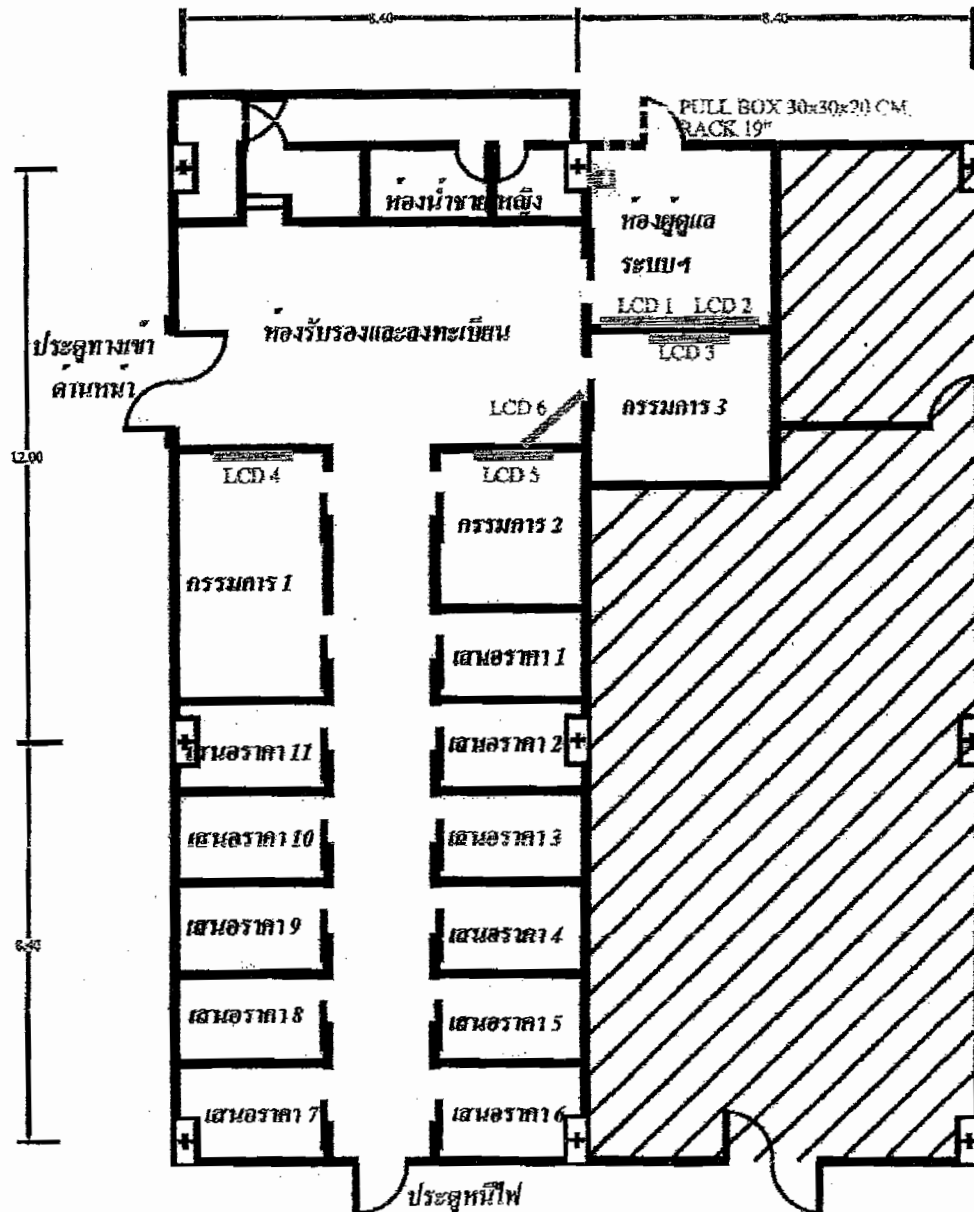 8.40
8.40
PULL BOX 30x30x20 CM.
RACK 19"
ห้องน้ำชาย หญิง
ห้องผู้ดูแล
ระบบฯ
LCD 1 LCD 2
ประตูทางเข้า
ด้านหน้า
ห้องรับรองและลงทะเบียน
LCD 3
LCD 6
กรรมการ 3
12.00
LCD 4
LCD 5
กรรมการ 2
กรรมการ 1
เสนอราคา 1
เสนอราคา 11
เสนอราคา 2
เสนอราคา 10
เสนอราคา 3
เสนอราคา 9
เสนอราคา 4
8.40
เสนอราคา 8
เสนอราคา 5
เสนอราคา 7
เสนอราคา 6
ประตูหนีไฟ